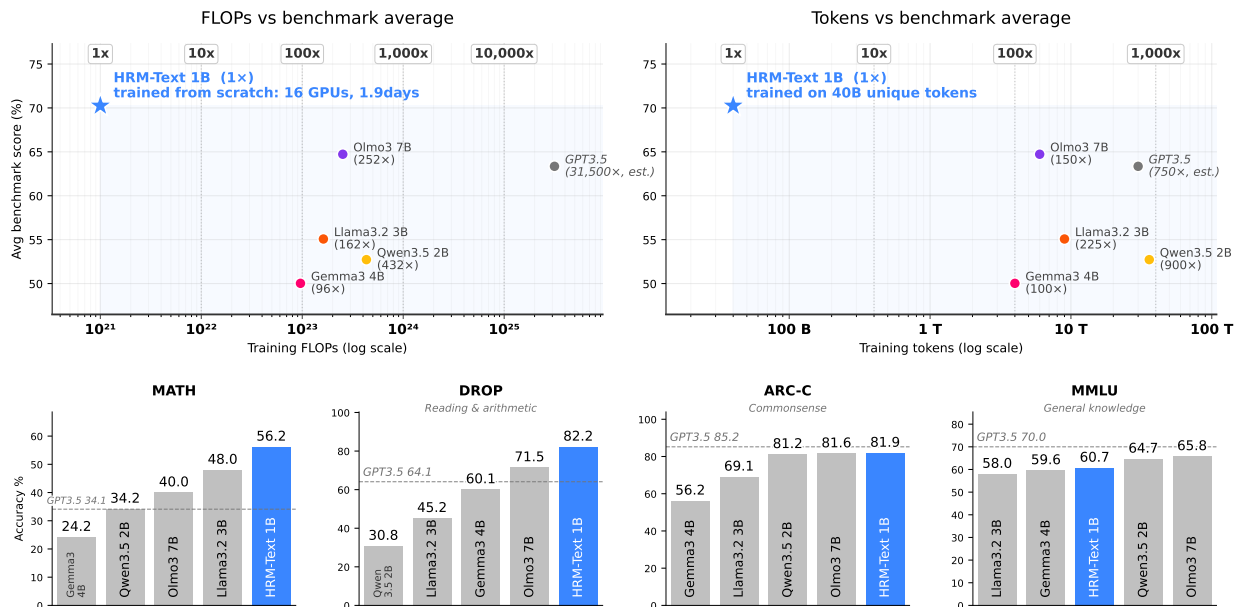 FLOPs vs benchmark average
1x
10x
100x
1,000x
10,000x
75
70
65
60
55
50
Avg benchmark score (%)
HRM-Text 1B (1×)
trained from scratch: 16 GPUs, 1.9days
Olmo3 7B
(252×)
GPT3.5
(31,500×, est.)
Llama3.2 3B
(162×)
Qwen3.5 2B
(432×)
Gemma3 4B
(96×)
10²¹
10²²
10²³
10²⁴
10²⁵
Training FLOPs (log scale)
Tokens vs benchmark average
1x
10x
100x
1,000x
75
70
65
60
55
50
HRM-Text 1B (1×)
trained on 40B unique tokens
Olmo3 7B
(150×)
GPT3.5
(750×, est.)
Llama3.2 3B
(225×)
Qwen3.5 2B
(900×)
Gemma3 4B
(100×)
100 B
1 T
10 T
100 T
Training tokens (log scale)
MATH
60
50
40
30
20
10
0
Accuracy %
GPT3.5 34.1
24.2
34.2
40.0
48.0
56.2
Gemma3
4B
Qwen3.5 2B
Olmo3 7B
Llama3.2 3B
HRM-Text 1B
DROP
Reading & arithmetic
100
80
60
40
20
0
GPT3.5 64.1
30.8
45.2
60.1
71.5
82.2
Qwen
3.5 2B
Llama3.2 3B
Gemma3 4B
Olmo3 7B
HRM-Text 1B
ARC-C
Commonsense
100
80
60
40
20
0
GPT3.5 85.2
56.2
69.1
81.2
81.6
81.9
Gemma3 4B
Llama3.2 3B
Qwen3.5 2B
Olmo3 7B
HRM-Text 1B
MMLU
General knowledge
80
70
60
50
40
30
20
10
0
GPT3.5 70.0
58.0
59.6
60.7
64.7
65.8
Llama3.2 3B
Gemma3 4B
HRM-Text 1B
Qwen3.5 2B
Olmo3 7B